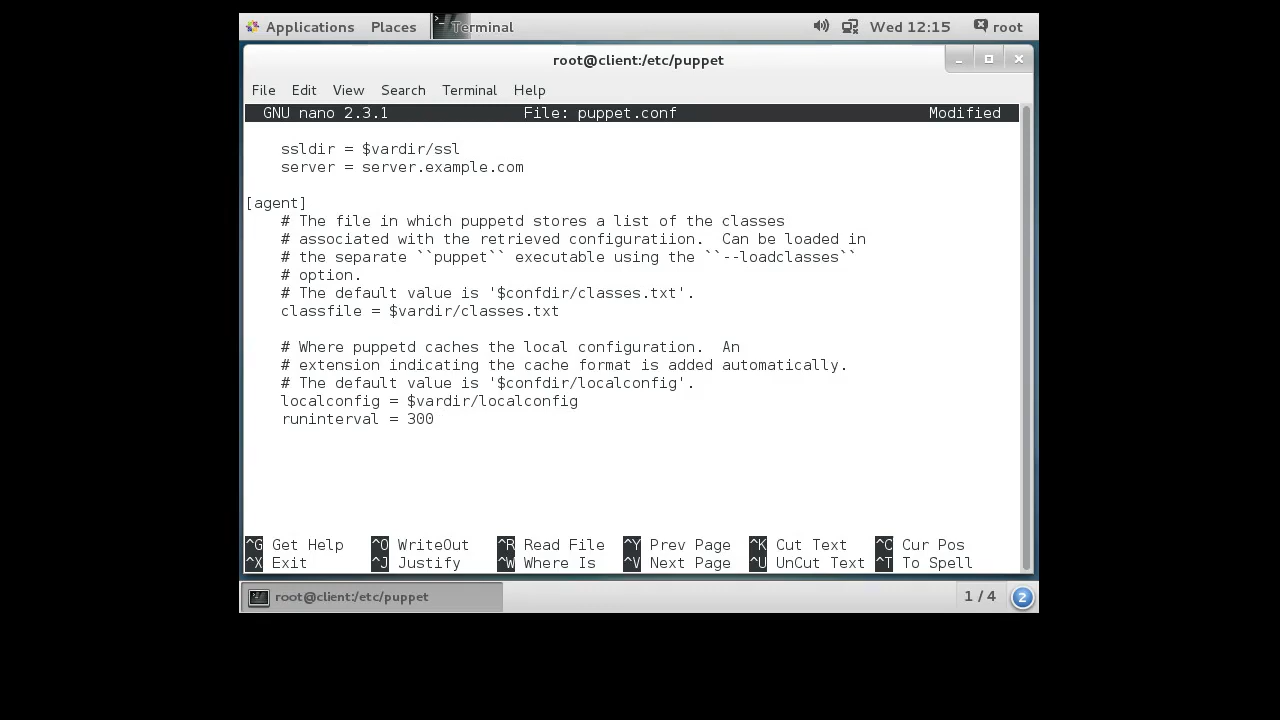 Applications Places Terminal Wed 12:15 root
root@client:/etc/puppet
File Edit View Search Terminal Help
GNU nano 2.3.1 File: puppet.conf Modified
ssldir = $vardir/ssl
server = server.example.com
[agent]
# The file in which puppetd stores a list of the classes
# associated with the retrieved configuratiion.  Can be loaded in
# the separate ``puppet`` executable using the ``--loadclasses``
# option.
# The default value is '$confdir/classes.txt'.
classfile = $vardir/classes.txt
# Where puppetd caches the local configuration.  An
# extension indicating the cache format is added automatically.
# The default value is '$confdir/localconfig'.
localconfig = $vardir/localconfig
runinterval = 300
^G Get Help ^O WriteOut ^R Read File ^Y Prev Page ^K Cut Text ^C Cur Pos
^X Exit ^J Justify ^W Where Is ^V Next Page ^U UnCut Text ^T To Spell
root@client:/etc/puppet 1 / 4 2